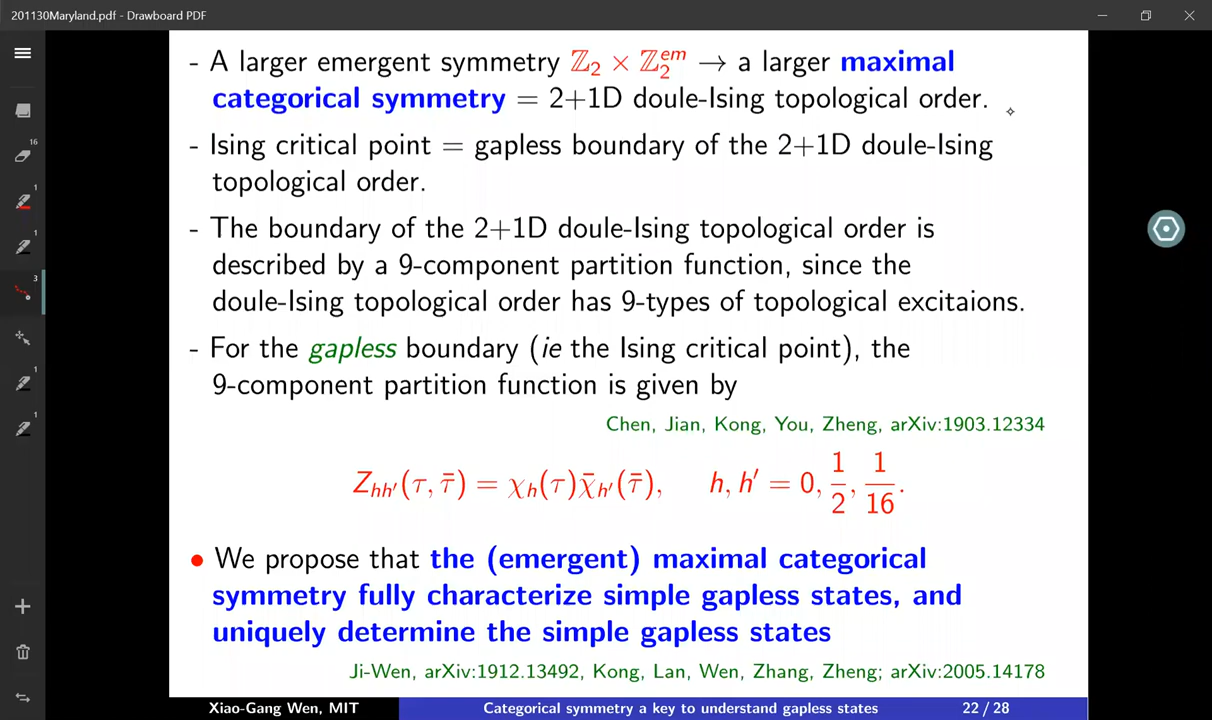 201130Maryland.pdf - Drawboard PDF
- A larger emergent symmetry ℤ₂ × ℤ₂ᵉᵐ → a larger maximal
categorical symmetry = 2+1D doule-Ising topological order.
- Ising critical point = gapless boundary of the 2+1D doule-Ising
topological order.
- The boundary of the 2+1D doule-Ising topological order is
described by a 9-component partition function, since the
doule-Ising topological order has 9-types of topological excitaions.
- For the gapless boundary (ie the Ising critical point), the
9-component partition function is given by
Chen, Jian, Kong, You, Zheng, arXiv:1903.12334
Z_{hh'}(τ, τ̄) = χ_h(τ)χ̄_{h'}(τ̄), h, h' = 0, 1/2, 1/16.
• We propose that the (emergent) maximal categorical
symmetry fully characterize simple gapless states, and
uniquely determine the simple gapless states
Ji-Wen, arXiv:1912.13492, Kong, Lan, Wen, Zhang, Zheng; arXiv:2005.14178
Xiao-Gang Wen, MIT Categorical symmetry a key to understand gapless states 22 / 28
16
1
1
3
1
1